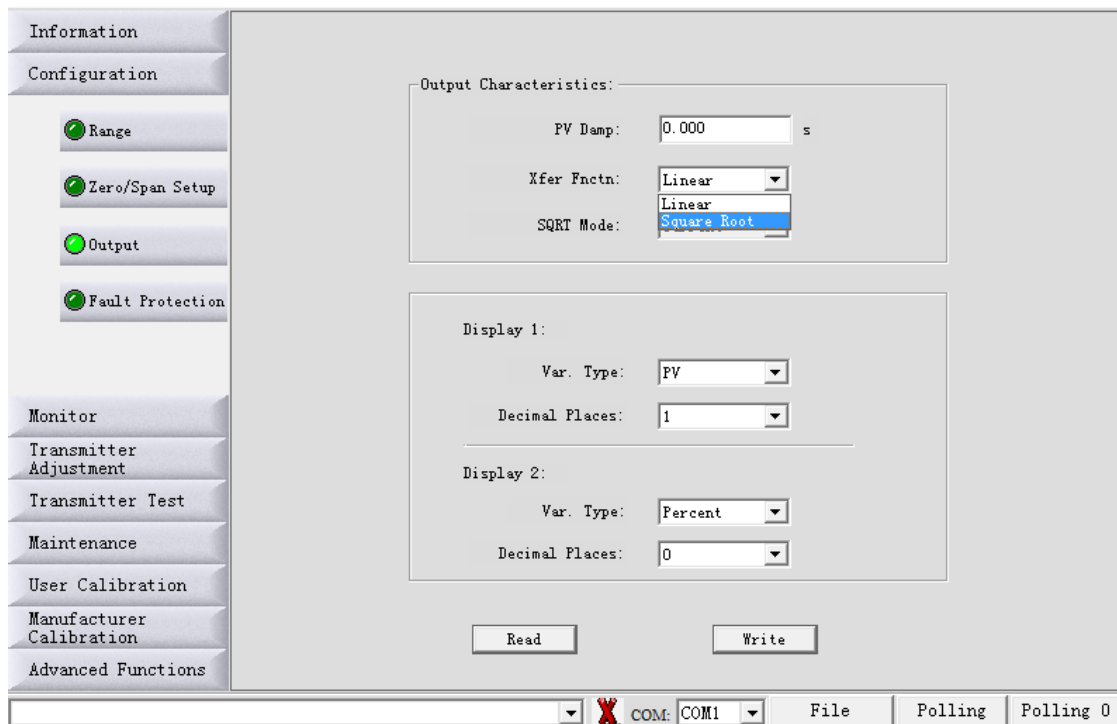 Information
Configuration
Range
Zero/Span Setup
Output
Fault Protection
Monitor
Transmitter
Adjustment
Transmitter Test
Maintenance
User Calibration
Manufacturer
Calibration
Advanced Functions
Output Characteristics:
PV Damp: 0.000 s
Xfer Fnctn: Linear
Linear
Square Root
SQRT Mode:
Display 1:
Var. Type: PV
Decimal Places: 1
Display 2:
Var. Type: Percent
Decimal Places: 0
Read Write
COM: COM1 File Polling Polling 0